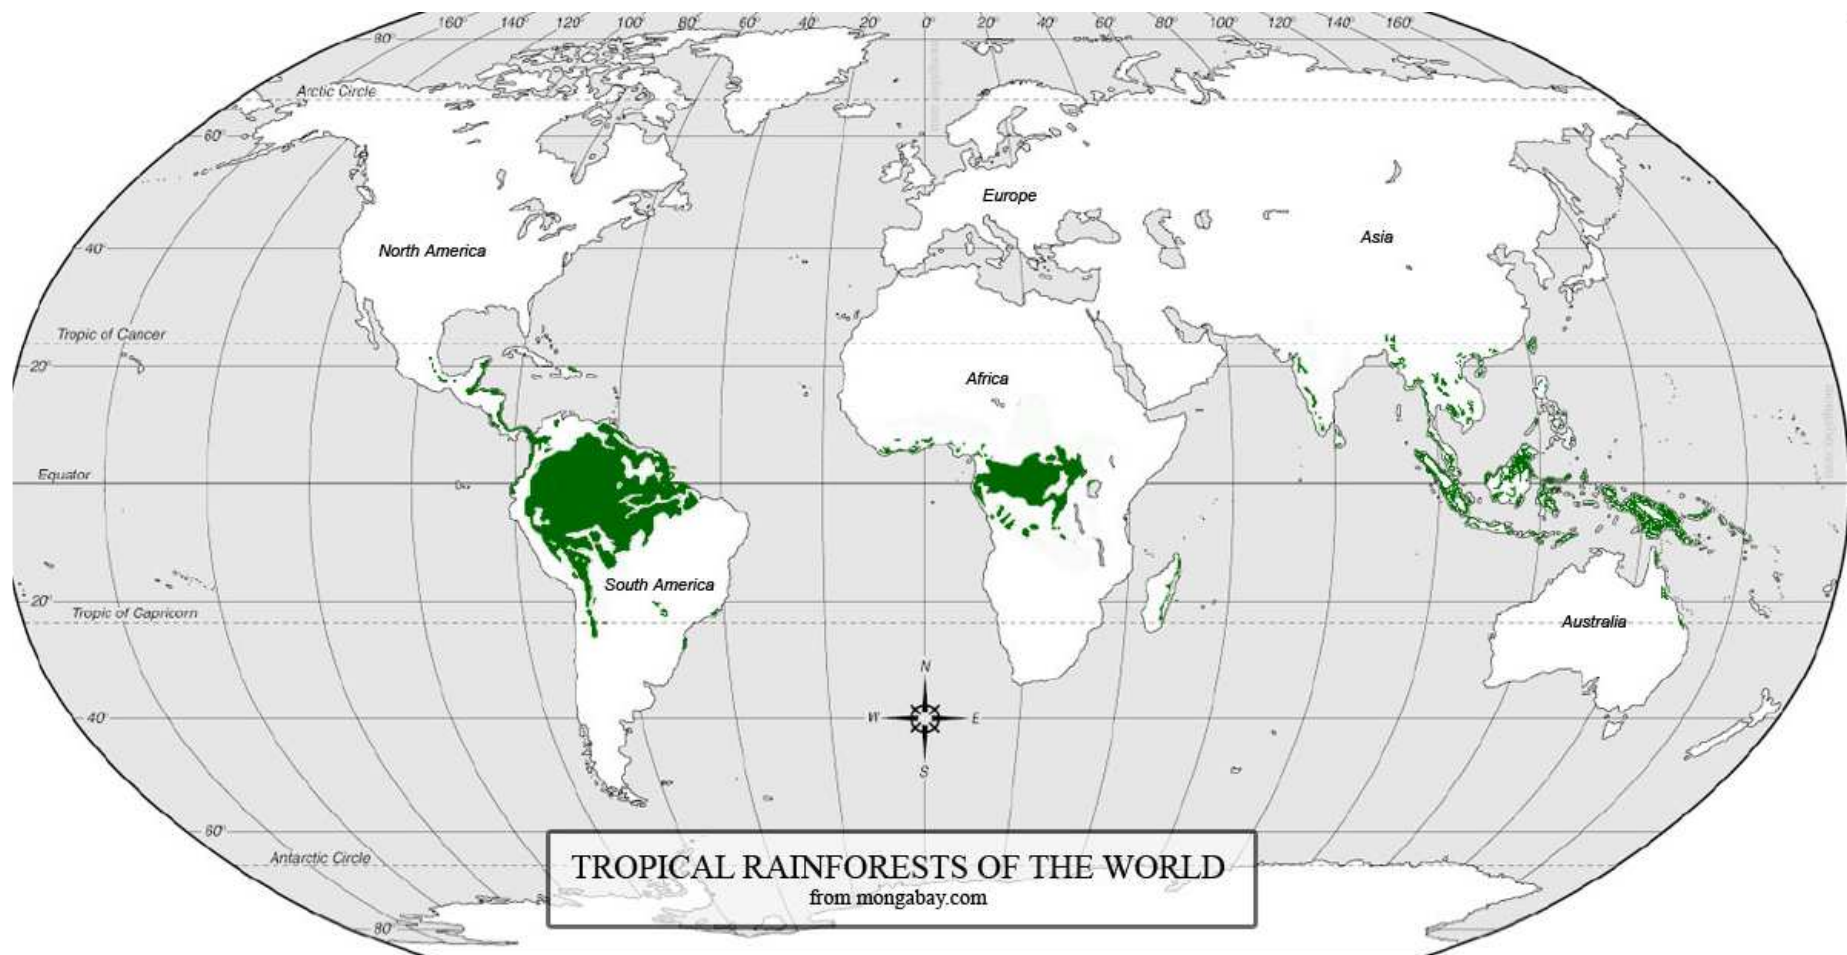 160° 140° 120° 100° 80° 60° 40° 20° 0° 20° 40° 60° 80° 100° 120° 140° 160°
80°
Arctic Circle
60°
Europe
Asia
North America
40°
Tropic of Cancer
20°
Africa
Equator
South America
20°
Tropic of Capricorn
Australia
N
40°
W E
S
60°
Antarctic Circle
TROPICAL RAINFORESTS OF THE WORLD
from mongabay.com
80°